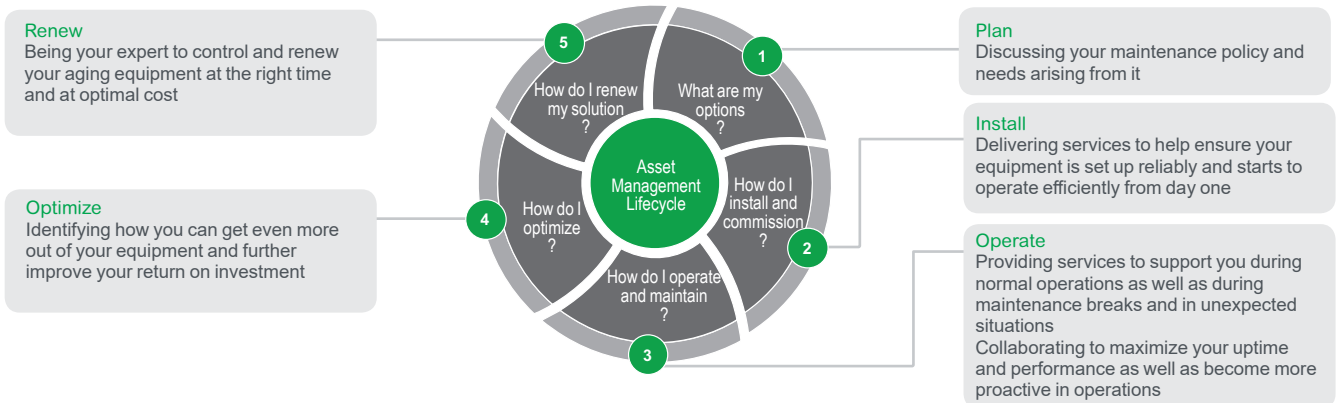 Renew
Being your expert to control and renew
your aging equipment at the right time
and at optimal cost
Optimize
Identifying how you can get even more
out of your equipment and further
improve your return on investment
5
How do I renew
my solution
?
1
What are my
options
?
Asset
Management
Lifecycle
How do I
install and
commission
?
2
4
How do I
optimize
?
How do I operate
and maintain
?
3
Plan
Discussing your maintenance policy and
needs arising from it
Install
Delivering services to help ensure your
equipment is set up reliably and starts to
operate efficiently from day one
Operate
Providing services to support you during
normal operations as well as during
maintenance breaks and in unexpected
situations
Collaborating to maximize your uptime
and performance as well as become more
proactive in operations